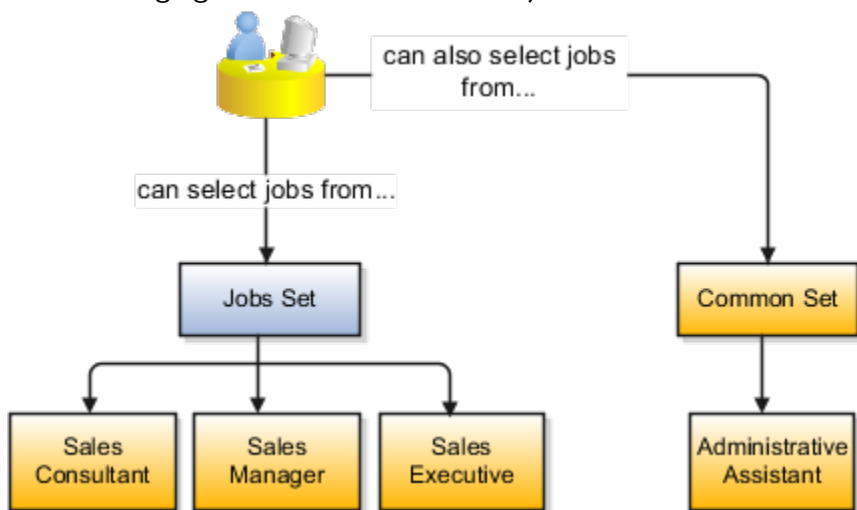 can also select jobs
from...
can select jobs from...
Jobs Set
Common Set
Sales
Consultant
Sales
Manager
Sales
Executive
Administrative
Assistant